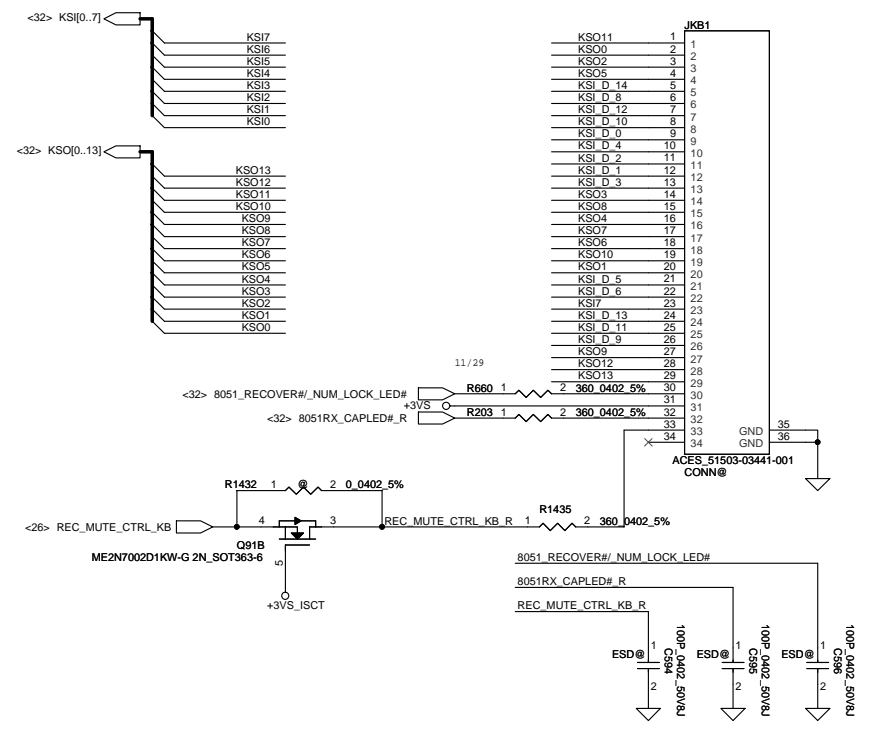 <32> KSI[0..7]
KSI7
KSI6
KSI5
KSI4
KSI3
KSI2
KSI1
KSI0
<32> KSO[0..13]
KSO13
KSO12
KSO11
KSO10
KSO9
KSO8
KSO7
KSO6
KSO5
KSO4
KSO3
KSO2
KSO1
KSO0
JKB1
KSO11 1 1
KSO0 2 2
KSO2 3 3
KSO5 4 4
KSI_D_14 5 5
KSI_D_8 6 6
KSI_D_12 7 7
KSI_D_10 8 8
KSI_D_0 9 9
KSI_D_4 10 10
KSI_D_2 11 11
KSI_D_1 12 12
KSI_D_3 13 13
KSO3 14 14
KSO8 15 15
KSO4 16 16
KSO7 17 17
KSO6 18 18
KSO10 19 19
KSO1 20 20
KSI_D_5 21 21
KSI_D_6 22 22
KSI7 23 23
KSI_D_13 24 24
KSI_D_11 25 25
KSI_D_9 26 26
KSO9 27 27
KSO12 28 28
KSO13 29 29
11/29
<32> 8051_RECOVER#/_NUM_LOCK_LED# R660 1 2 360_0402_5% 30 30
+3VS 31 31
<32> 8051RX_CAPLED#_R R203 1 2 360_0402_5% 32 32
33 33 GND 35
34 34 GND 36
ACES_51503-03441-001
CONN@
R1432 1 @ 2 0_0402_5%
<26> REC_MUTE_CTRL_KB 4 3 REC_MUTE_CTRL_KB_R 1 R1435 2 360_0402_5%
Q91B
ME2N7002D1KW-G 2N_SOT363-6
5
+3VS_ISCT
8051_RECOVER#/_NUM_LOCK_LED#
8051RX_CAPLED#_R
REC_MUTE_CTRL_KB_R
ESD@ 1 2 C594 100P_0402_50V8J
ESD@ 1 2 C595 100P_0402_50V8J
ESD@ 1 2 C596 100P_0402_50V8J